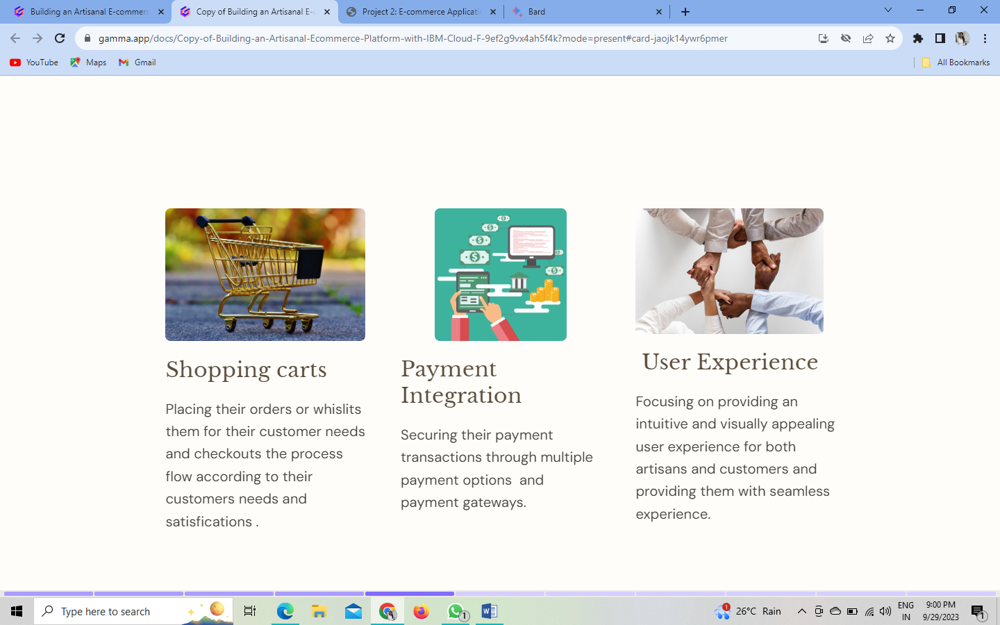 Building an Artisanal E-commerc
Copy of Building an Artisanal E-c
Project 2: E-commerce Applicati
Bard
gamma.app/docs/Copy-of-Building-an-Artisanal-Ecommerce-Platform-with-IBM-Cloud-F-9ef2g9vx4ah5f4k?mode=present#card-jaojk14ywr6pmer
YouTube
Maps
Gmail
All Bookmarks
Shopping carts
Placing their orders or whislits
them for their customer needs
and checkouts the process
flow according to their
customers needs and
satisfications .
Payment
Integration
Securing their payment
transactions through multiple
payment options  and
payment gateways.
User Experience
Focusing on providing an
intuitive and visually appealing
user experience for both
artisans and customers and
providing them with seamless
experience.
Type here to search
1
W
1
26°C Rain
ENG
IN
9:00 PM
9/29/2023
1